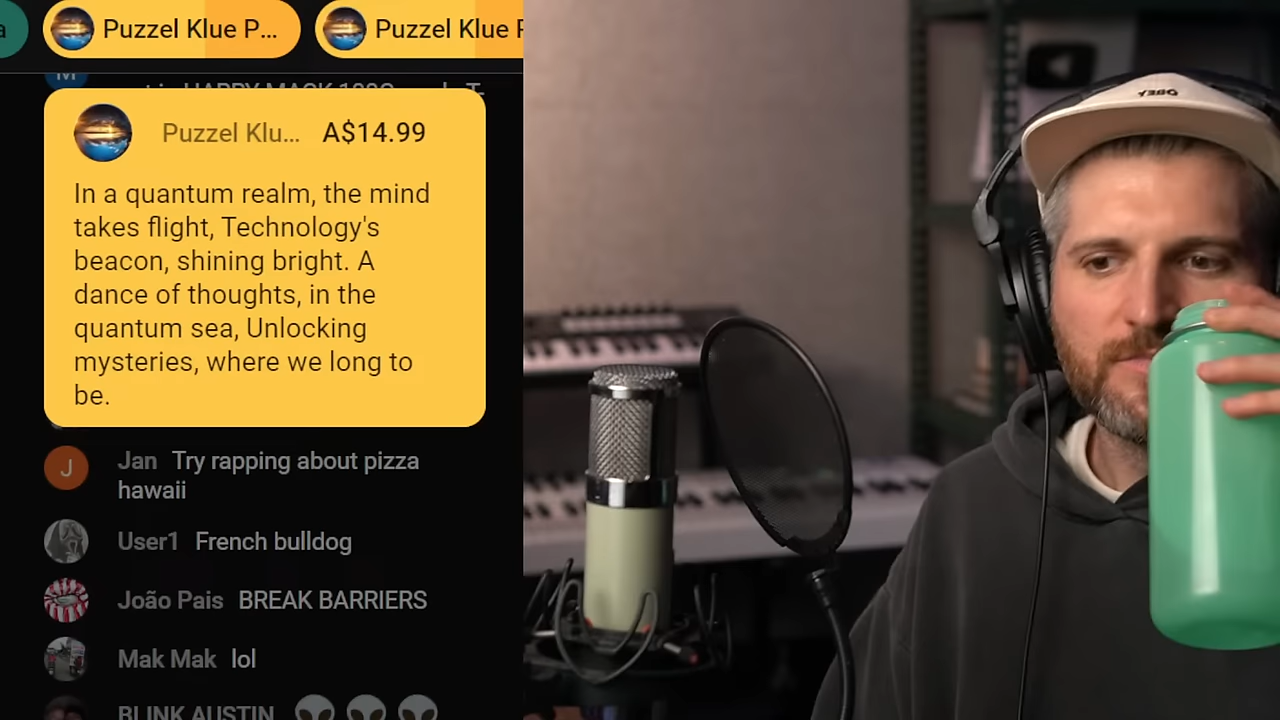 a
Puzzel Klue P...
Puzzel Klue
Puzzel Klu... A$14.99
In a quantum realm, the mind
takes flight, Technology's
beacon, shining bright. A
dance of thoughts, in the
quantum sea, Unlocking
mysteries, where we long to
be.
J Jan Try rapping about pizza
hawaii
User1 French bulldog
João Pais BREAK BARRIERS
Mak Mak lol
BLINK AUSTIN
OBEY